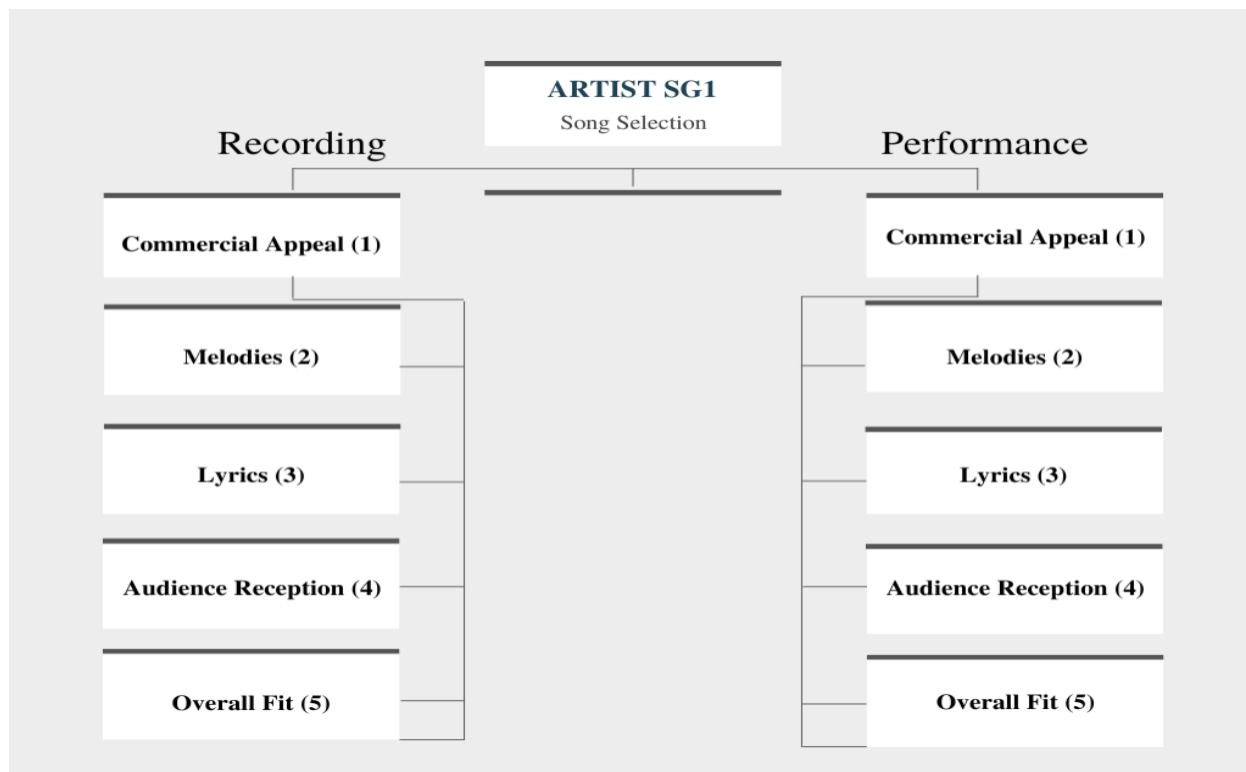 ARTIST SG1
Song Selection
Recording
Performance
Commercial Appeal (1)
Melodies (2)
Lyrics (3)
Audience Reception (4)
Overall Fit (5)
Commercial Appeal (1)
Melodies (2)
Lyrics (3)
Audience Reception (4)
Overall Fit (5)